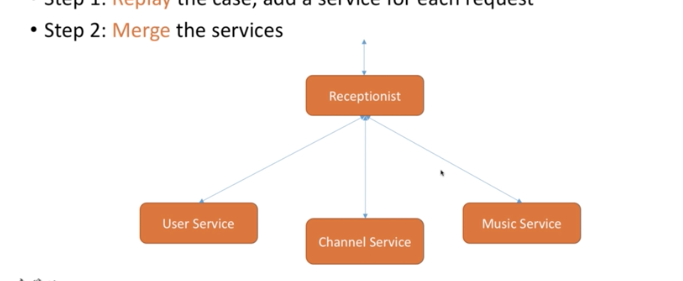 • Step 1: Replay the case, add a service for each request
• Step 2: Merge the services
Receptionist
User Service
Channel Service
Music Service